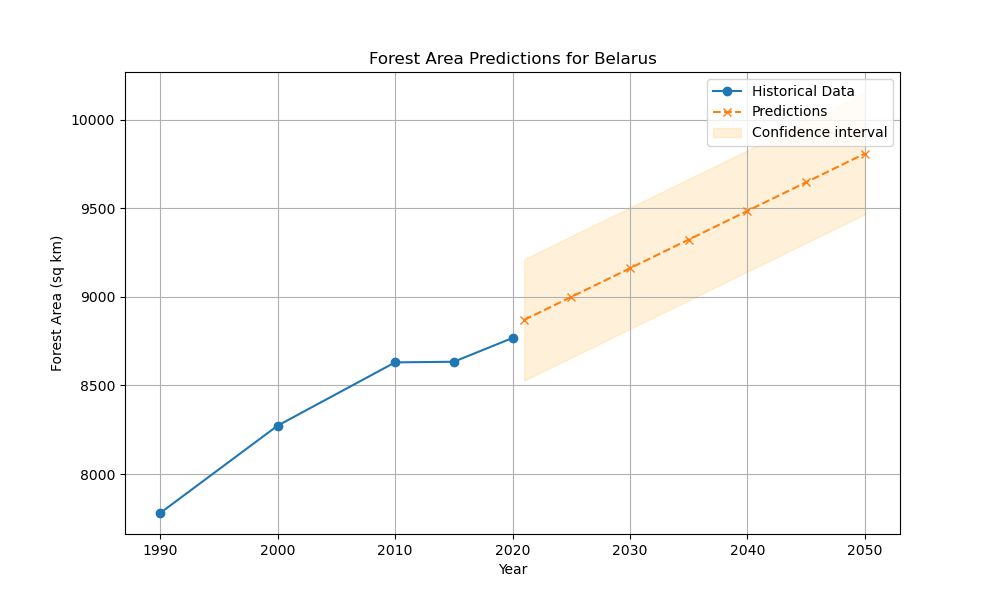 Forest Area Predictions for Belarus
Historical Data
Predictions
Confidence interval
Forest Area (sq km)
10000
9500
9000
8500
8000
1990 2000 2010 2020 2030 2040 2050
Year